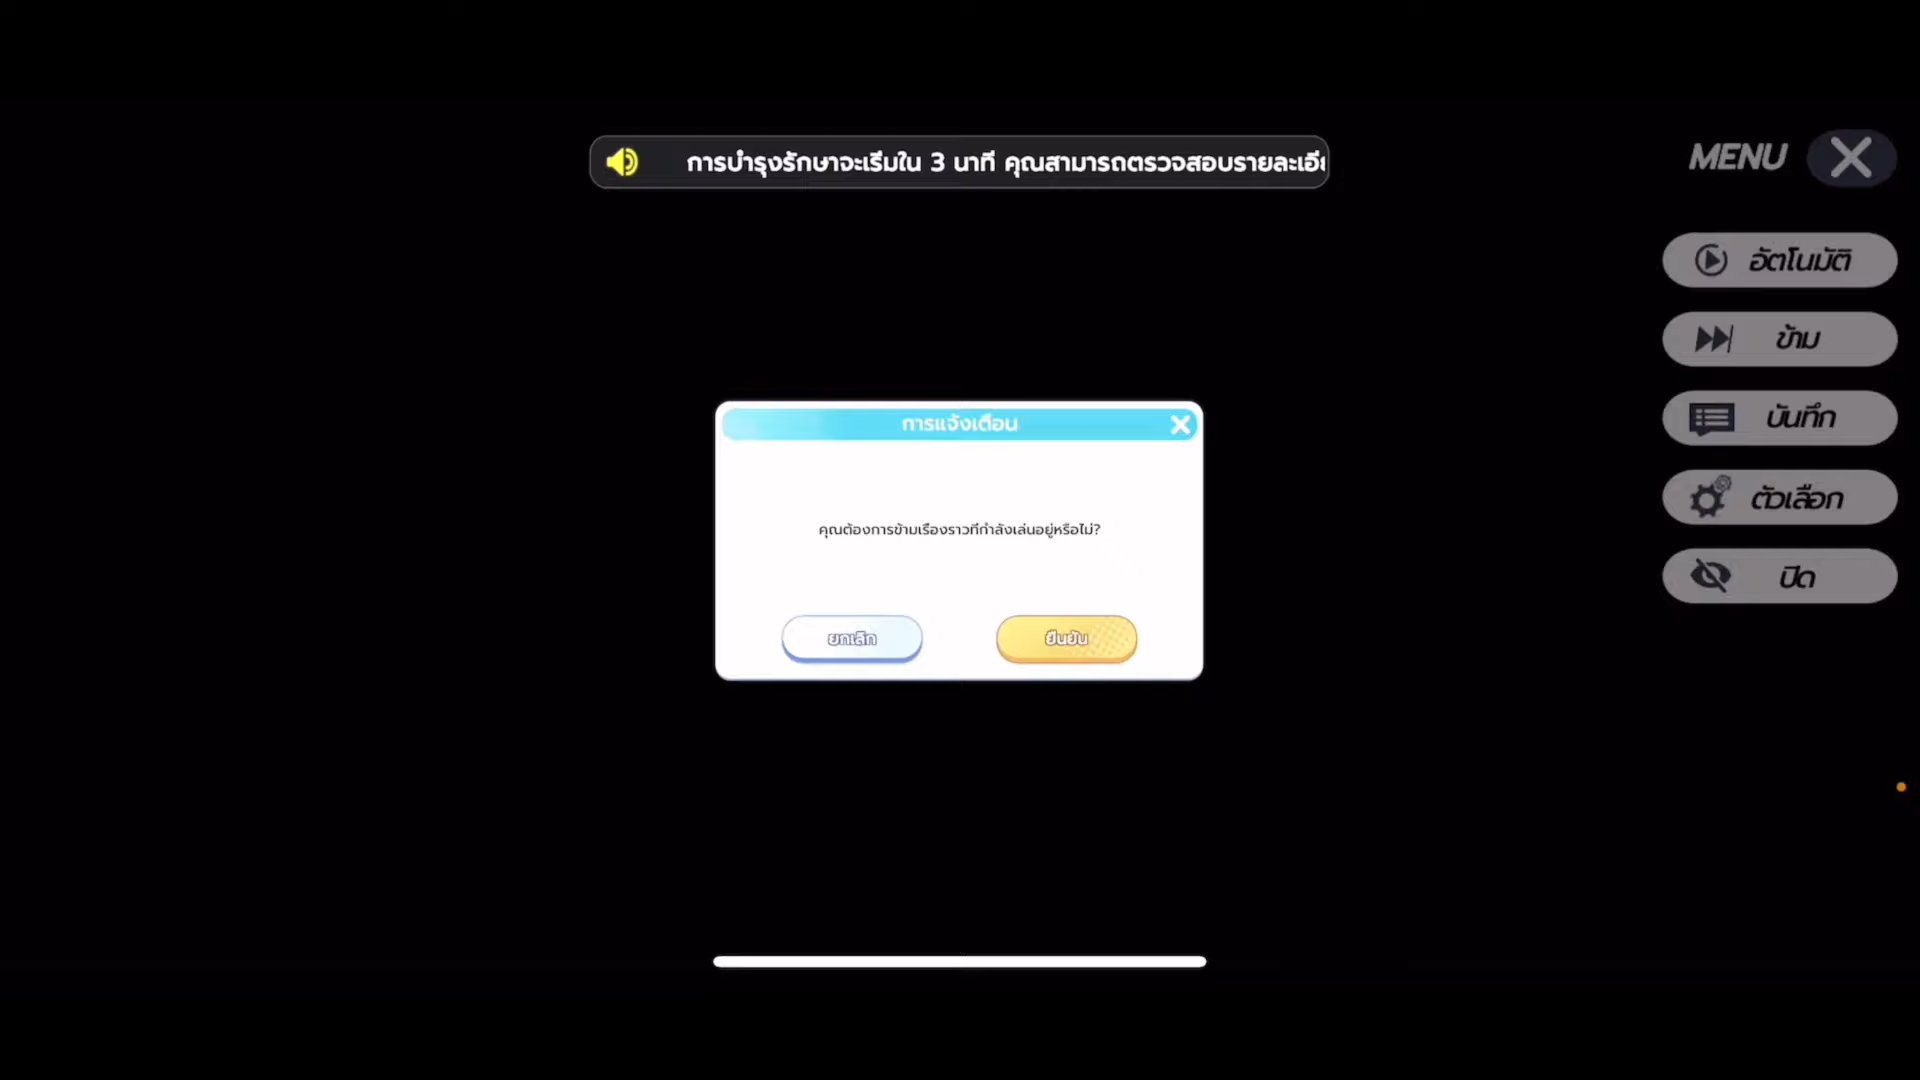 การบำรุงรักษาจะเริ่มใน 3 นาที คุณสามารถตรวจสอบรายละเอี
MENU
อัตโนมัติ
ข้าม
บันทึก
ตัวเลือก
ปิด
การแจ้งเตือน
คุณต้องการข้ามเรื่องราวที่กำลังเล่นอยู่หรือไม่?
ยกเลิก
ยืนยัน